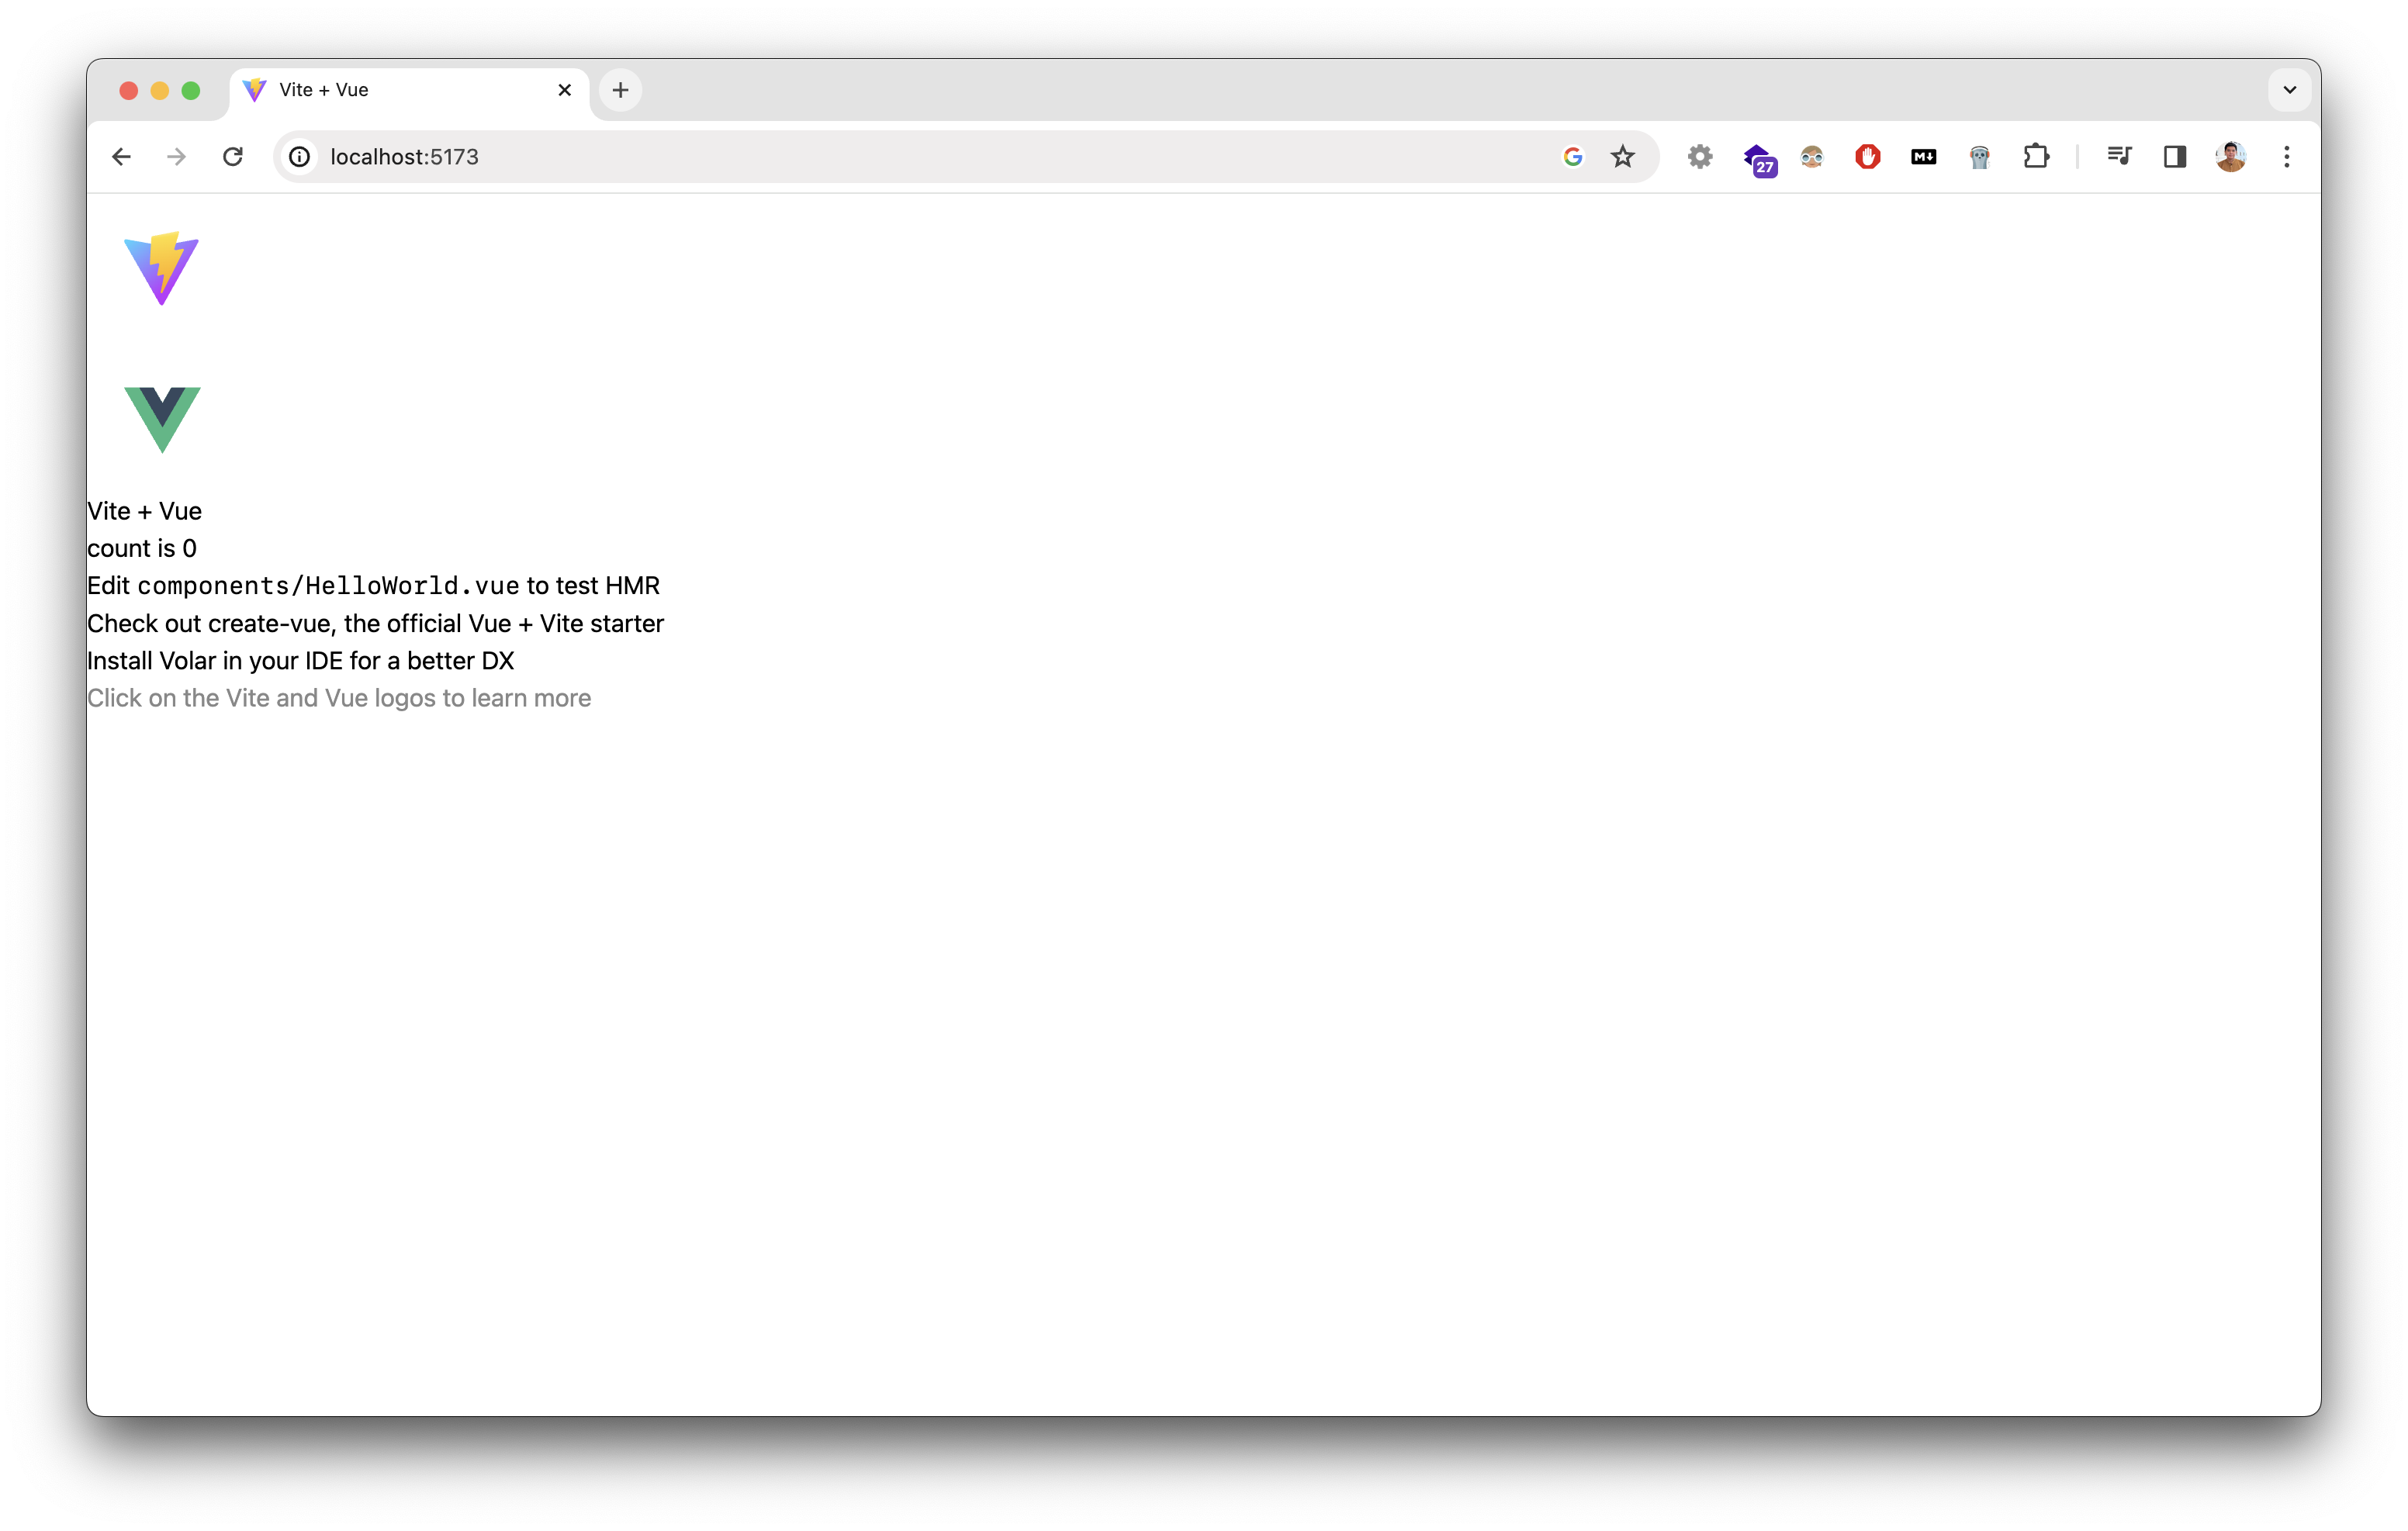 Vite + Vue
localhost:5173
27
M↓
Vite + Vue
count is 0
Edit components/HelloWorld.vue to test HMR
Check out create-vue, the official Vue + Vite starter
Install Volar in your IDE for a better DX
Click on the Vite and Vue logos to learn more